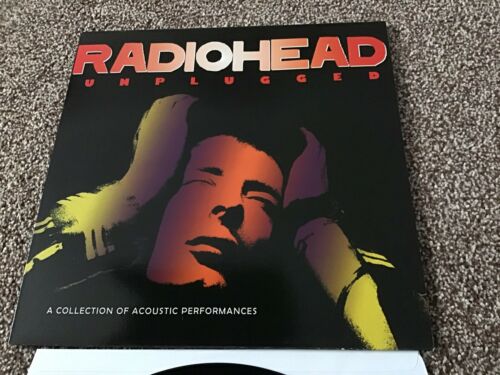 RADIOHEAD
UNPLUGGED
A COLLECTION OF ACOUSTIC PERFORMANCES